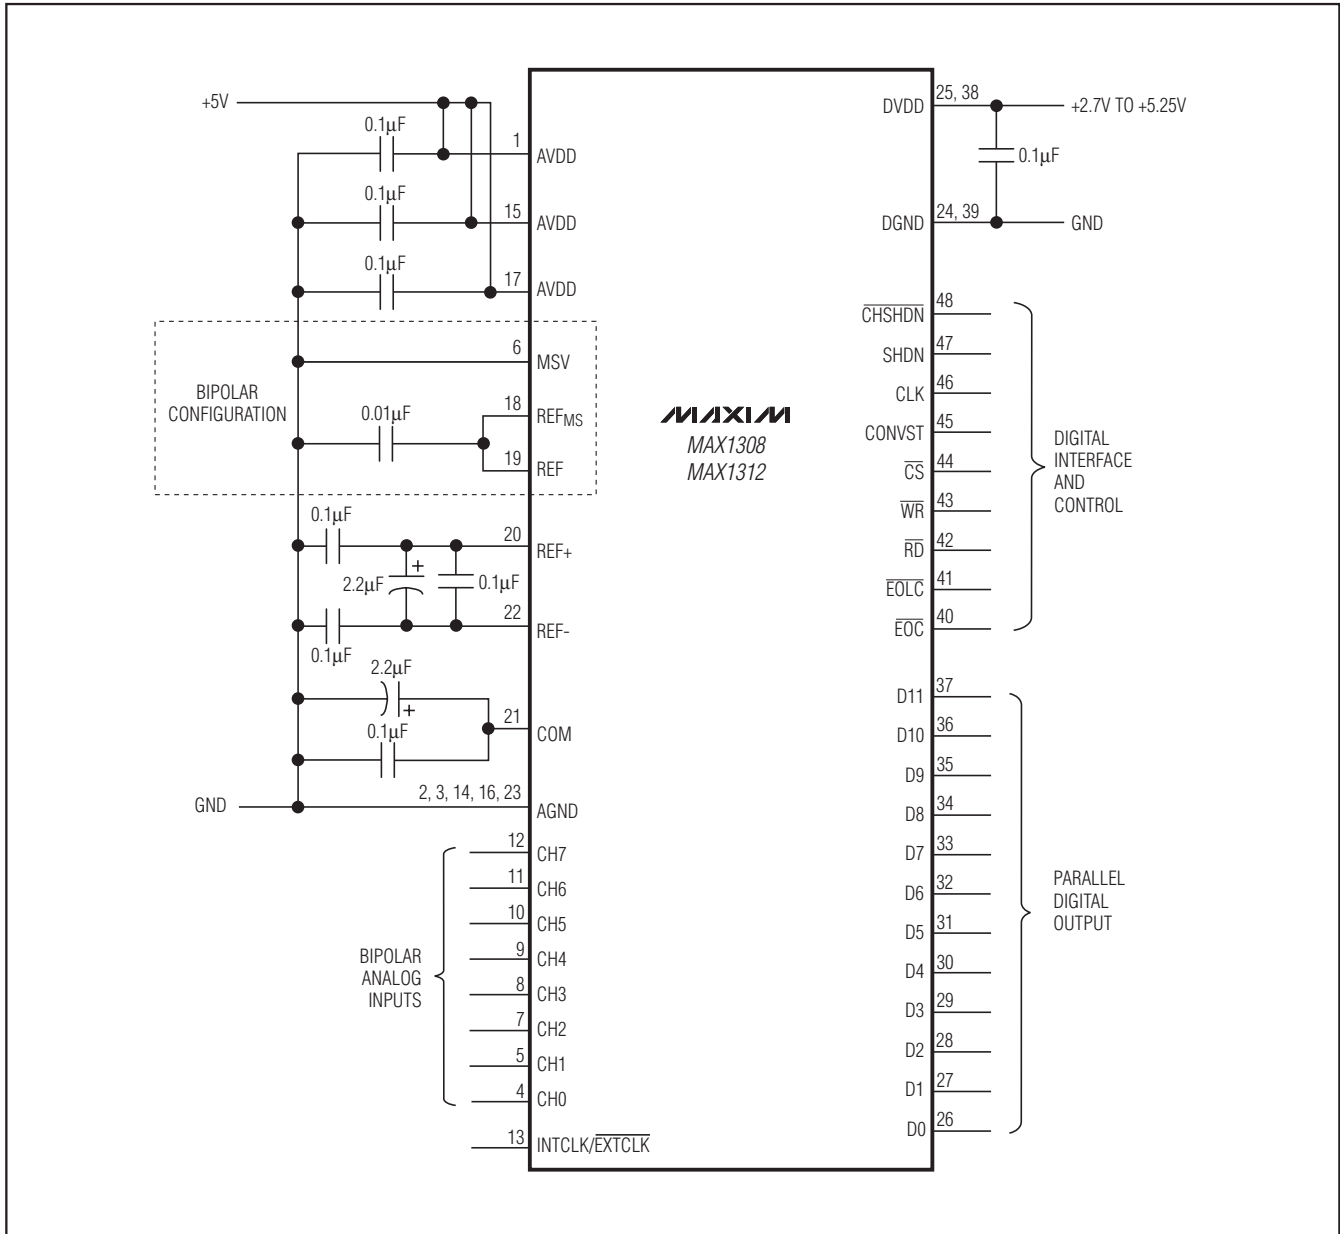 +5V
0.1µF
1
AVDD
0.1µF
15
AVDD
0.1µF
17
AVDD
BIPOLAR
CONFIGURATION
6
MSV
0.01µF
18
REFMS
19
REF
0.1µF
20
REF+
2.2µF
+
0.1µF
22
REF-
0.1µF
2.2µF
+
0.1µF
21
COM
GND
2, 3, 14, 16, 23
AGND
BIPOLAR
ANALOG
INPUTS
12
CH7
11
CH6
10
CH5
9
CH4
8
CH3
7
CH2
5
CH1
4
CH0
13
INTCLK/EXTCLK
MAXIM
MAX1308
MAX1312
DVDD
25, 38
+2.7V TO +5.25V
0.1µF
DGND
24, 39
GND
CHSHDN
48
SHDN
47
CLK
46
CONVST
45
CS
44
WR
43
RD
42
EOLC
41
EOC
40
DIGITAL
INTERFACE
AND
CONTROL
D11
37
D10
36
D9
35
D8
34
D7
33
D6
32
D5
31
D4
30
D3
29
D2
28
D1
27
D0
26
PARALLEL
DIGITAL
OUTPUT